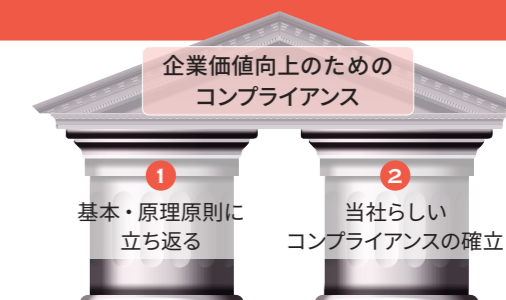 企業価値向上のための
コンプライアンス
1
基本・原理原則に
立ち返る
2
当社らしい
コンプライアンスの確立